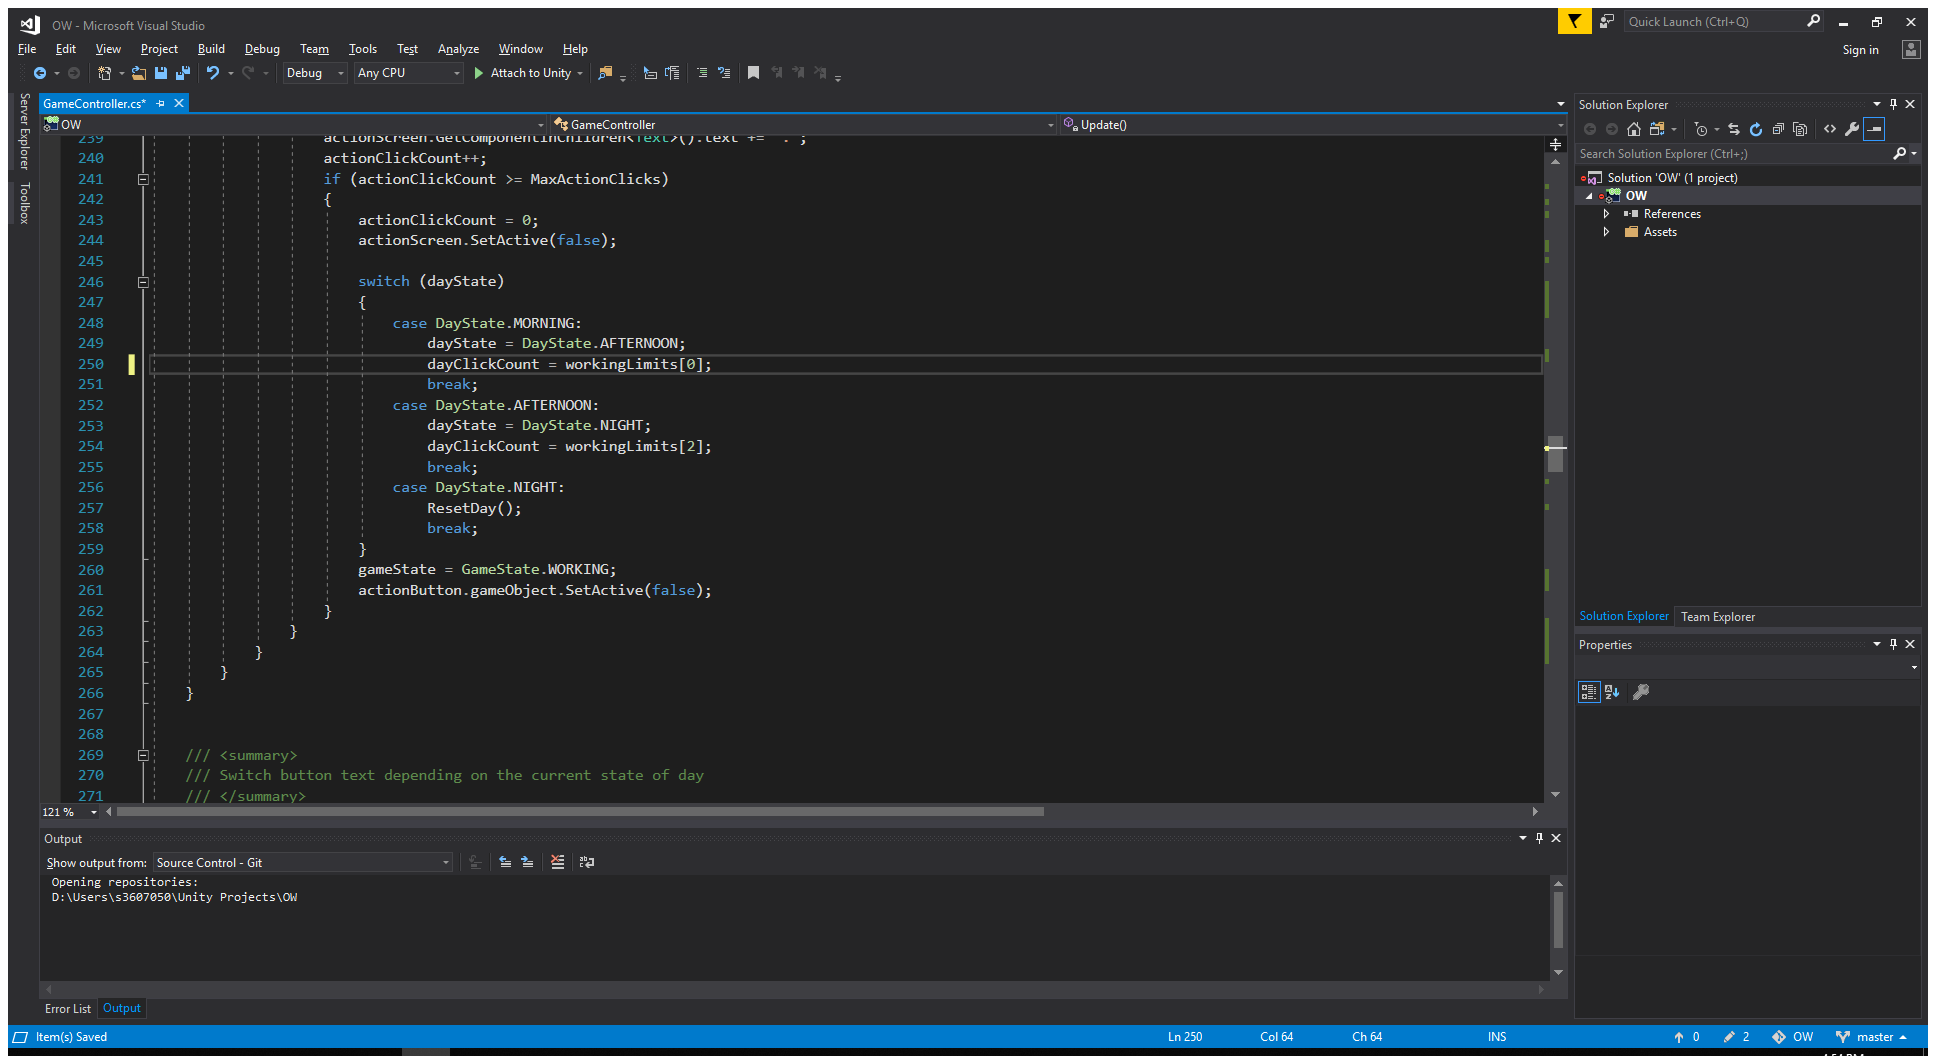 OW - Microsoft Visual Studio
Quick Launch (Ctrl+Q)
File Edit View Project Build Debug Team Tools Test Analyze Window Help
Sign in
Debug Any CPU Attach to Unity
Server Explorer
Toolbox
GameController.cs*
OW GameController Update()
239 actionScreen.GetComponentInChildren<Text>().text += " . ";
240 actionClickCount++;
241 if (actionClickCount >= MaxActionClicks)
242 {
243 actionClickCount = 0;
244 actionScreen.SetActive(false);
245
246 switch (dayState)
247 {
248 case DayState.MORNING:
249 dayState = DayState.AFTERNOON;
250 dayClickCount = workingLimits[0];
251 break;
252 case DayState.AFTERNOON:
253 dayState = DayState.NIGHT;
254 dayClickCount = workingLimits[2];
255 break;
256 case DayState.NIGHT:
257 ResetDay();
258 break;
259 }
260 gameState = GameState.WORKING;
261 actionButton.gameObject.SetActive(false);
262 }
263 }
264 }
265 }
266 }
267
268
269 /// <summary>
270 /// Switch button text depending on the current state of day
271 /// </summary>
121 %
Output
Show output from: Source Control - Git
Opening repositories:
D:\Users\s3607050\Unity Projects\OW
Error List Output
Solution Explorer
Search Solution Explorer (Ctrl+;)
Solution 'OW' (1 project)
OW
References
Assets
Solution Explorer Team Explorer
Properties
Item(s) Saved Ln 250 Col 64 Ch 64 INS 0 2 OW master